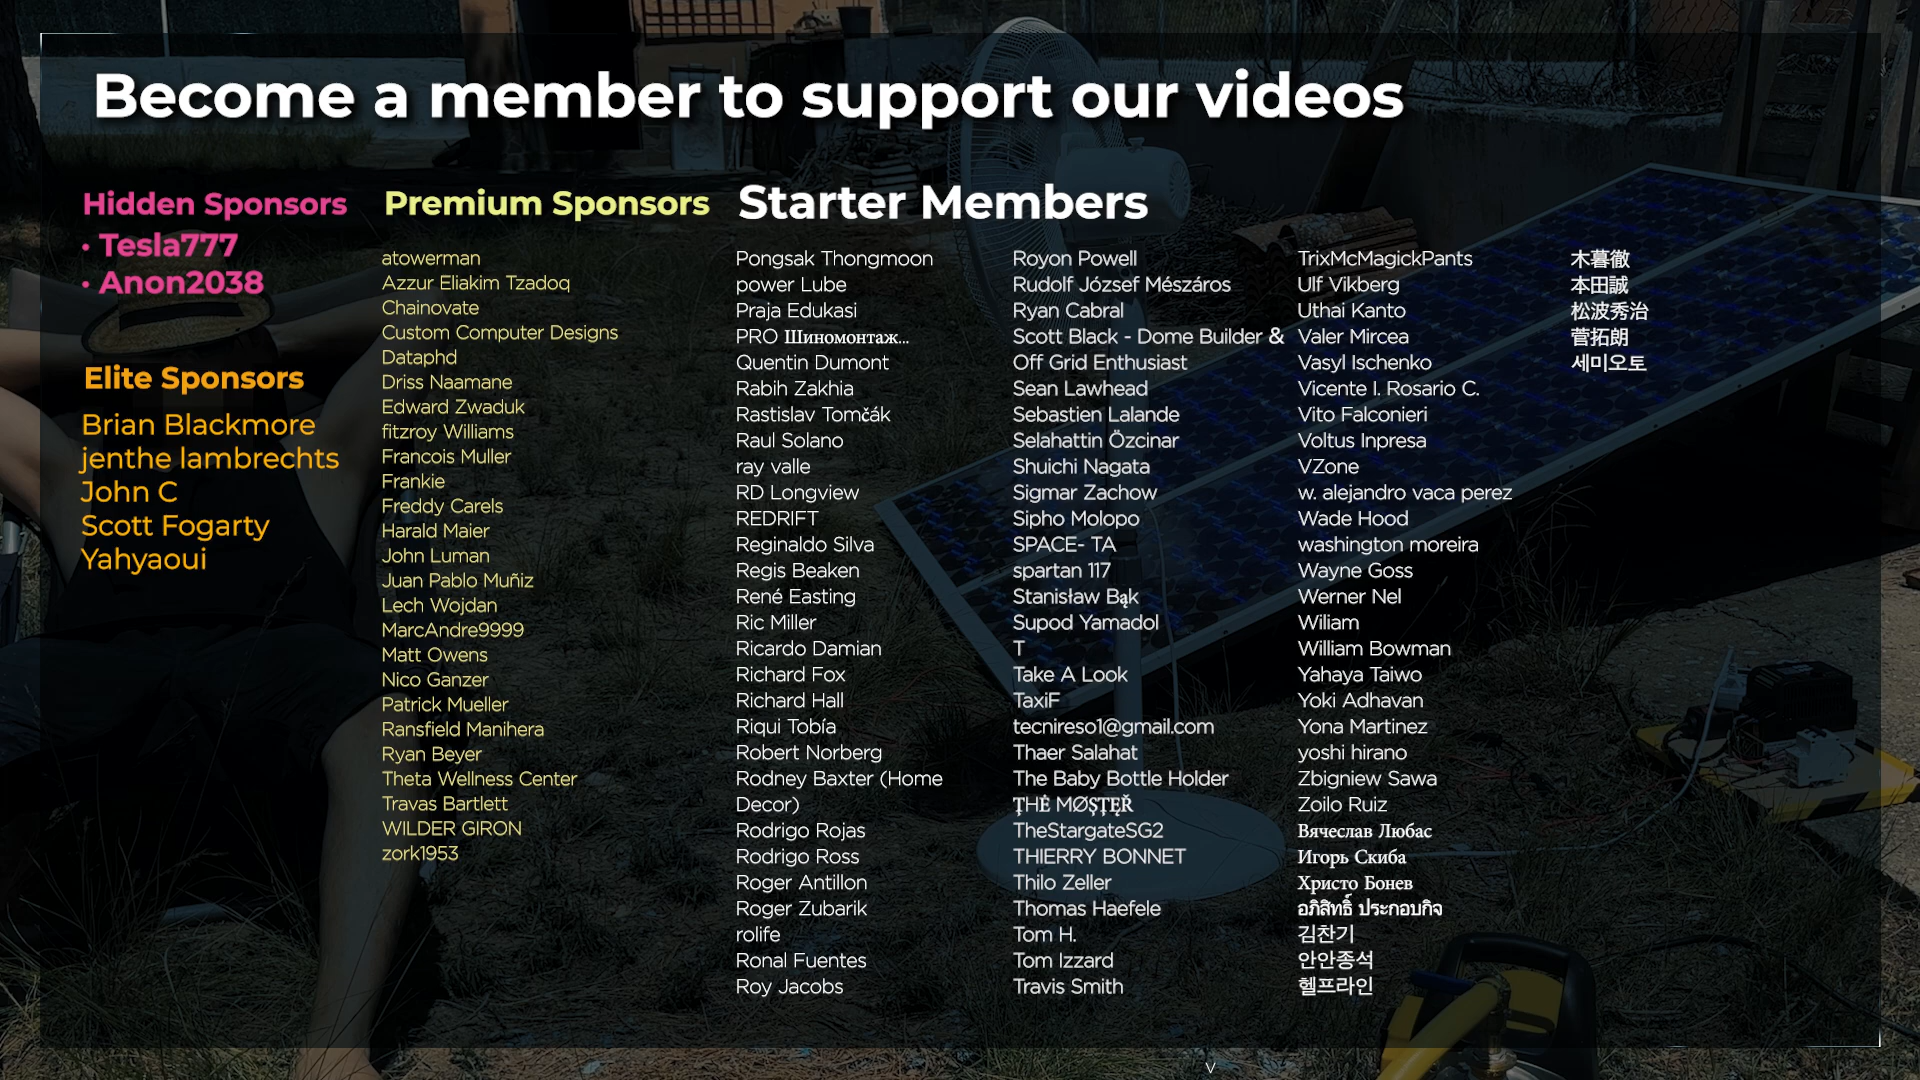 Become a member to support our videos
Hidden Sponsors
• Tesla777
• Anon2038
Elite Sponsors
Brian Blackmore
jenthe lambrechts
John C
Scott Fogarty
Yahyaoui
Premium Sponsors
atowerman
Azzur Eliakim Tzadoq
Chainovate
Custom Computer Designs
Dataphd
Driss Naamane
Edward Zwaduk
fitzroy Williams
Francois Muller
Frankie
Freddy Carels
Harald Maier
John Luman
Juan Pablo Muñiz
Lech Wojdan
MarcAndre9999
Matt Owens
Nico Ganzer
Patrick Mueller
Ransfield Manihera
Ryan Beyer
Theta Wellness Center
Travas Bartlett
WILDER GIRON
zork1953
Starter Members
Pongsak Thongmoon
power Lube
Praja Edukasi
PRO Шиномонтаж...
Quentin Dumont
Rabih Zakhia
Rastislav Tomčák
Raul Solano
ray valle
RD Longview
REDRIFT
Reginaldo Silva
Regis Beaken
René Easting
Ric Miller
Ricardo Damian
Richard Fox
Richard Hall
Riqui Tobía
Robert Norberg
Rodney Baxter (Home
Decor)
Rodrigo Rojas
Rodrigo Ross
Roger Antillon
Roger Zubarik
rolife
Ronal Fuentes
Roy Jacobs
Royon Powell
Rudolf József Mészáros
Ryan Cabral
Scott Black - Dome Builder &
Off Grid Enthusiast
Sean Lawhead
Sebastien Lalande
Selahattin Özcinar
Shuichi Nagata
Sigmar Zachow
Sipho Molopo
SPACE- TA
spartan 117
Stanisław Bąk
Supod Yamadol
T
Take A Look
TaxiF
tecnireso1@gmail.com
Thaer Salahat
The Baby Bottle Holder
ŢHĖ MØȘŢĘŘ
TheStargateSG2
THIERRY BONNET
Thilo Zeller
Thomas Haefele
Tom H.
Tom Izzard
Travis Smith
TrixMcMagickPants
Ulf Vikberg
Uthai Kanto
Valer Mircea
Vasyl Ischenko
Vicente I. Rosario C.
Vito Falconieri
Voltus Inpresa
VZone
w. alejandro vaca perez
Wade Hood
washington moreira
Wayne Goss
Werner Nel
Wiliam
William Bowman
Yahaya Taiwo
Yoki Adhavan
Yona Martinez
yoshi hirano
Zbigniew Sawa
Zoilo Ruiz
Вячеслав Любас
Игорь Скиба
Христо Бонев
อภิสิทธิ์ ประกอบกิจ
김찬기
안안종석
헬프라인
木暮徹
本田誠
松波秀治
菅拓朗
세미오토
V